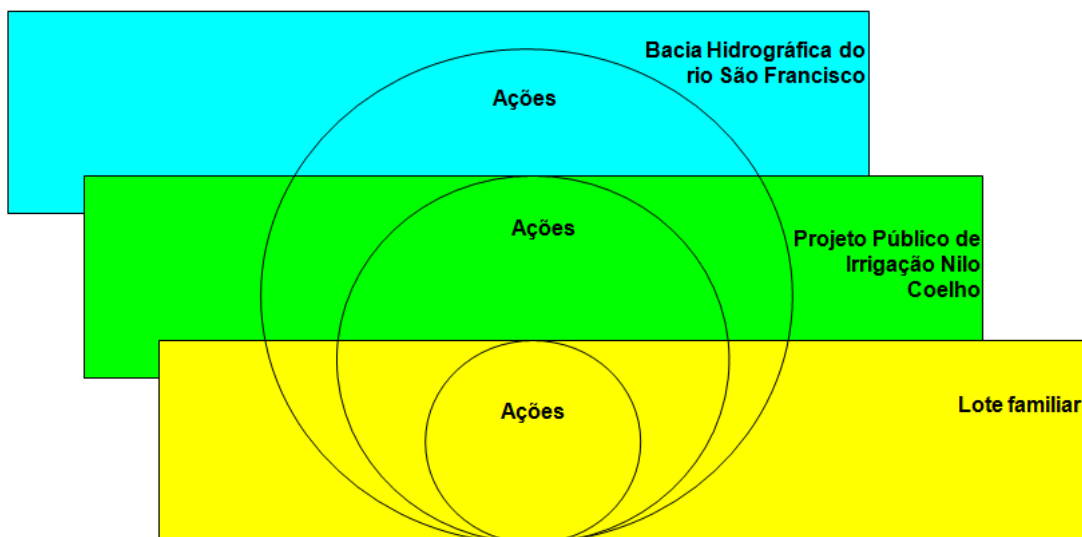 Bacia Hidrográfica do
rio São Francisco
Ações
Ações
Projeto Público de
Irrigação Nilo
Coelho
Lote familiar
Ações